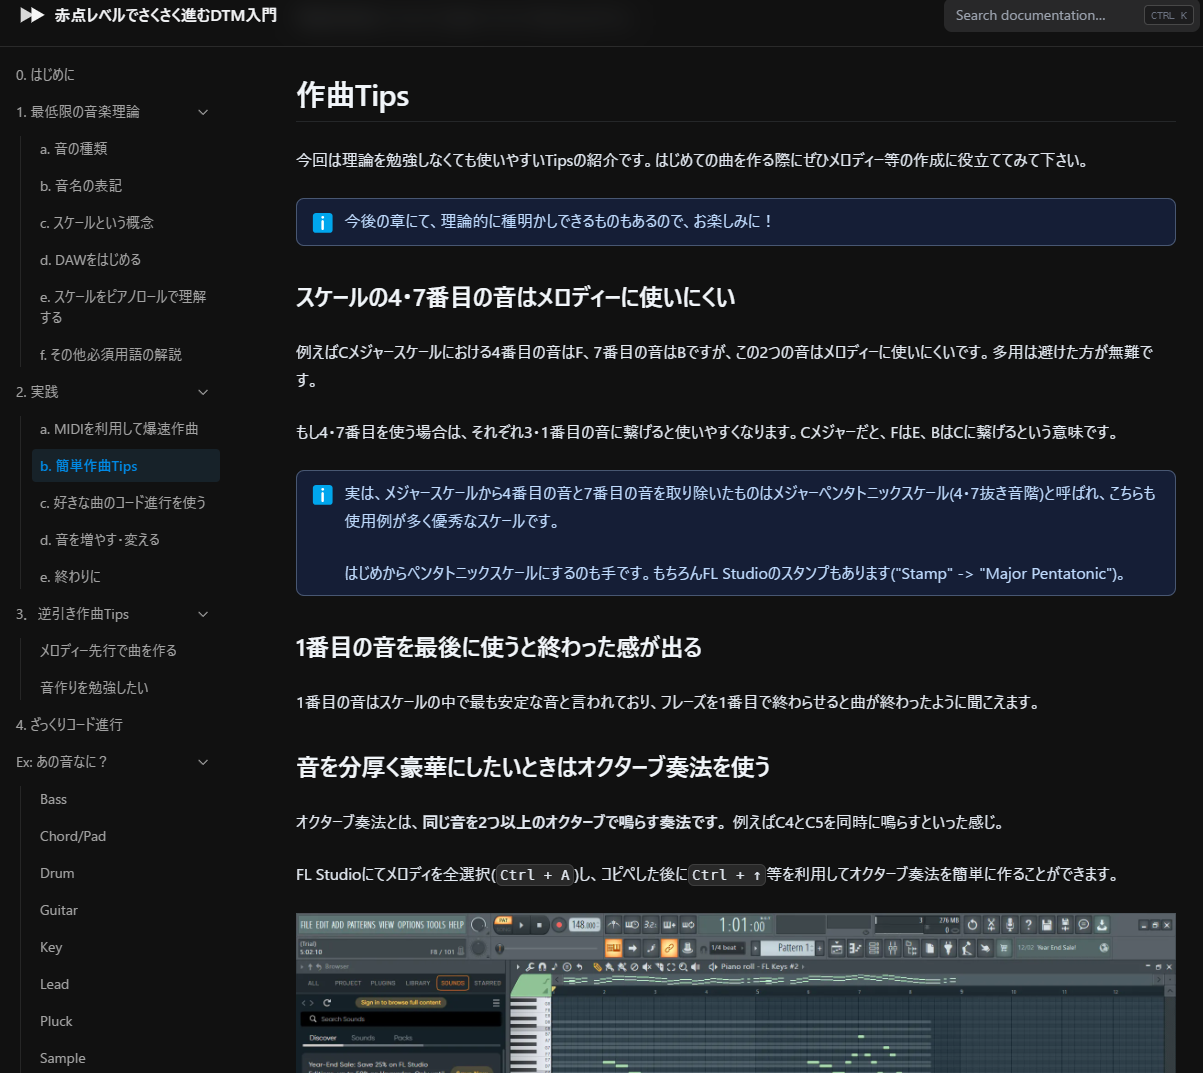 赤点レベルでさくさく進むDTM入門
Search documentation...
CTRL K
0. はじめに
1. 最低限の音楽理論
a. 音の種類
b. 音名の表記
c. スケールという概念
d. DAWをはじめる
e. スケールをピアノロールで理解
する
f. その他必須用語の解説
2. 実践
a. MIDIを利用して爆速作曲
b. 簡単作曲Tips
c. 好きな曲のコード進行を使う
d. 音を増やす・変える
e. 終わりに
3. 逆引き作曲Tips
メロディー先行で曲を作る
音作りを勉強したい
4. ざっくりコード進行
Ex: あの音なに？
Bass
Chord/Pad
Drum
Guitar
Key
Lead
Pluck
Sample
作曲Tips
今回は理論を勉強しなくても使いやすいTipsの紹介です。はじめての曲を作る際にぜひメロディー等の作成に役立ててみて下さい。
今後の章にて、理論的に種明かしできるものもあるので、お楽しみに！
スケールの4・7番目の音はメロディーに使いにくい
例えばCメジャースケールにおける4番目の音はF、7番目の音はBですが、この2つの音はメロディーに使いにくいです。多用は避けた方が無難で
す。
もし4・7番目を使う場合は、それぞれ3・1番目の音に繋げると使いやすくなります。Cメジャーだと、FはE、BはCに繋げるという意味です。
実は、メジャースケールから4番目の音と7番目の音を取り除いたものはメジャーペンタトニックスケール(4・7抜き音階)と呼ばれ、こちらも
使用例が多く優秀なスケールです。
はじめからペンタトニックスケールにするのも手です。もちろんFL Studioのスタンプもあります("Stamp" -> "Major Pentatonic")。
1番目の音を最後に使うと終わった感が出る
1番目の音はスケールの中で最も安定な音と言われており、フレーズを1番目で終わらせると曲が終わったように聞こえます。
音を分厚く豪華にしたいときはオクターブ奏法を使う
オクターブ奏法とは、同じ音を2つ以上のオクターブで鳴らす奏法です。例えばC4とC5を同時に鳴らすといった感じ。
FL Studioにてメロディを全選択(Ctrl + A)し、コピペした後にCtrl + ↑等を利用してオクターブ奏法を簡単に作ることができます。
FILE EDIT ADD PATTERNS VIEW OPTIONS TOOLS HELP
PAT
148.000
1:01:00
276 MB
0
(Trial)
5:02:10
F8 / 101
1/4 beat
Pattern 1
12/02 Year End Sale!
Browser
Piano roll - FL Keys #2
ALL PROJECT PLUGINS LIBRARY SOUNDS STARRED
Sign in to browse full content
Search Sounds
Discover Sounds Packs
Year-End Sale: Save 25% on FL Studio